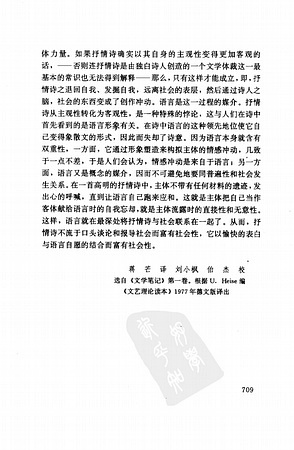 体力量。如果抒情诗确实以其自身的主观性变得更加客观的
话，——否则连抒情诗是由独白诗人创造的一个文学体裁这一最
基本的常识也无法得到解释——那么，只有这样才能成立，即，抒
情诗之退回自我、发掘自我，远离社会的表层，然后通过诗人之
脑，社会的东西变成了创作冲动。语言是这一过程的媒介。抒情
诗从主观性转化为客观性，是一种特殊的悖论，这与人们在诗中
首先看到的是语言形象有关。在诗中语言的这种领先地位使它自
己变得象散文的形式，因此而失却了诗意。因为语言本身就含有
双重性，一方面，它通过形象塑造来构拟主体的情感冲动，几致
于一点不差，于是人们会认为，情感冲动是来自于语言；另一方
面，语言又是概念的媒介，因而不可避免地要同普遍性和社会发
生关系。在一首高明的抒情诗中，主体不带有任何材料的遗迹，发
出心的呼喊，直到让语言自己跑来应和。这就是主体把自己当作
客体献给语言时的自我忘却，就是主体流露时的直接性和无意性。
这样，语言就在最深处将抒情诗与社会联系在一起了。从而，抒
情诗不流于口头谈论和报导社会而富有社会性，它以愉快的表白
与语言自愿的结合而富有社会性。
蒋芒 译 刘小枫 伯杰 校
选自《文学笔记》第一卷。根据U. Heise编
《文艺理论读本》1977年德文版译出
709